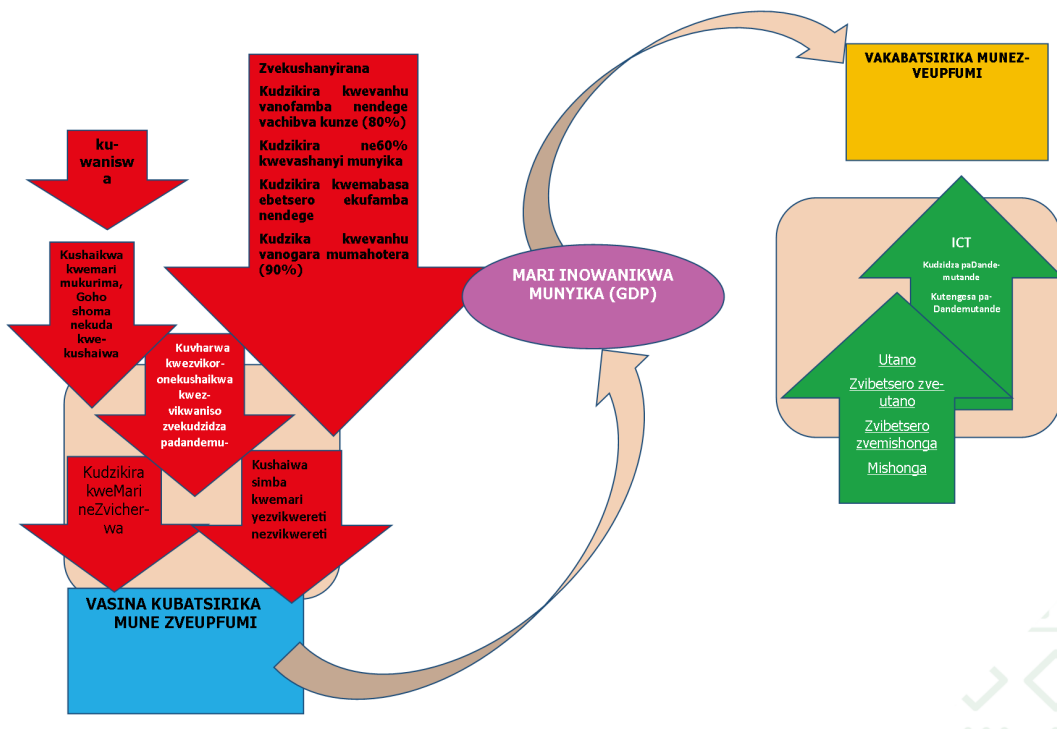 ku-
wanisw
a
Kushaikwa
kwemari
mukurima,
Goho
shoma
nekuda
kwe-
kushaiwa
Zvekushanyirana
Kudzikira kwevanhu
vanofamba nendege
vachibva kunze (80%)
Kudzikira ne60%
kwevashanyi munyika
Kudzikira kwemabasa
ebetsero ekufamba
nendege
Kudzika kwevanhu
vanogara mumahotera
(90%)
Kuvharwa
kwezvikor-
onekushaikwa
kwez-
vikwaniso
zvekudzidza
padandemu-
Kudzikira
kweMari
neZvicher-
wa
Kushaiwa
simba
kwemari
yezvikwereti
nezvikwereti
VASINA KUBATSIRIKA
MUNE ZVEUPFUMI
MARI INOWANIKWA
MUNYIKA (GDP)
VAKABATSIRIKA MUNEZ-
VEUPFUMI
ICT
Kudzidza paDande-
mutande
Kutengesa pa-
Dandemutande
Utano
Zvibetsero zve-
utano
Zvibetsero
zvemishonga
Mishonga